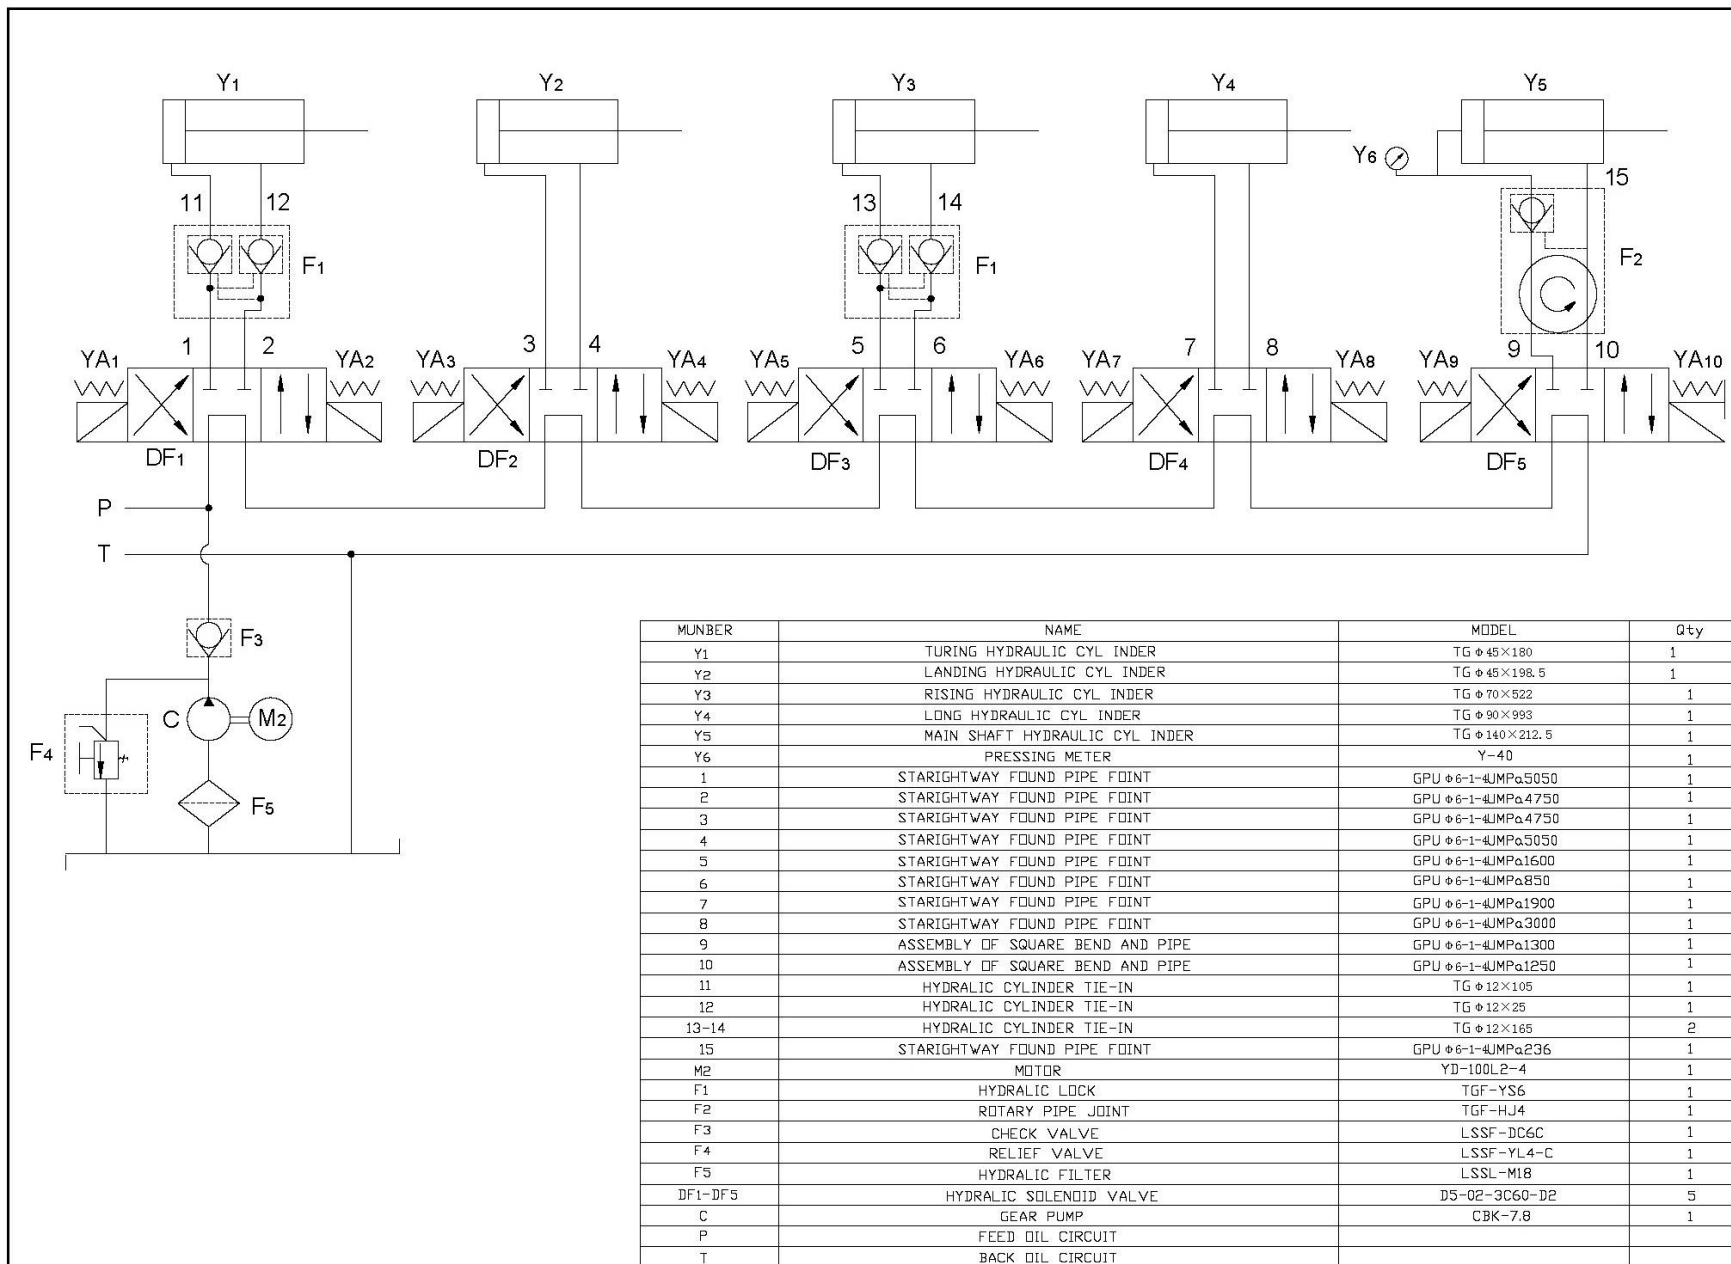 Y1 Y2 Y3 Y4 Y5
Y6
15
11 12 13 14
F1 F1 F2
1 2 3 4 5 6 7 8 9 10
YA1 YA2 YA3 YA4 YA5 YA6 YA7 YA8 YA9 YA10
DF1 DF2 DF3 DF4 DF5
P
T
F3
C M2
F4
F5
MUNBER NAME MODEL Qty
Y1 TURING HYDRAULIC CYL INDER TG Φ45×180 1
Y2 LANDING HYDRAULIC CYL INDER TG Φ45×198.5 1
Y3 RISING HYDRAULIC CYL INDER TG Φ70×522 1
Y4 LONG HYDRAULIC CYL INDER TG Φ90×993 1
Y5 MAIN SHAFT HYDRAULIC CYL INDER TG Φ140×212.5 1
Y6 PRESSING METER Y-40 1
1 STARIGHTWAY FOUND PIPE FOINT GPU Φ6-1-4UMPa5050 1
2 STARIGHTWAY FOUND PIPE FOINT GPU Φ6-1-4UMPa4750 1
3 STARIGHTWAY FOUND PIPE FOINT GPU Φ6-1-4UMPa4750 1
4 STARIGHTWAY FOUND PIPE FOINT GPU Φ6-1-4UMPa5050 1
5 STARIGHTWAY FOUND PIPE FOINT GPU Φ6-1-4UMPa1600 1
6 STARIGHTWAY FOUND PIPE FOINT GPU Φ6-1-4UMPa850 1
7 STARIGHTWAY FOUND PIPE FOINT GPU Φ6-1-4UMPa1900 1
8 STARIGHTWAY FOUND PIPE FOINT GPU Φ6-1-4UMPa3000 1
9 ASSEMBLY OF SQUARE BEND AND PIPE GPU Φ6-1-4UMPa1300 1
10 ASSEMBLY OF SQUARE BEND AND PIPE GPU Φ6-1-4UMPa1250 1
11 HYDRALIC CYLINDER TIE-IN TG Φ12×105 1
12 HYDRALIC CYLINDER TIE-IN TG Φ12×25 1
13-14 HYDRALIC CYLINDER TIE-IN TG Φ12×165 2
15 STARIGHTWAY FOUND PIPE FOINT GPU Φ6-1-4UMPa236 1
M2 MOTOR YD-100L2-4 1
F1 HYDRALIC LOCK TGF-YS6 1
F2 ROTARY PIPE JOINT TGF-HJ4 1
F3 CHECK VALVE LSSF-DC6C 1
F4 RELIEF VALVE LSSF-YL4-C 1
F5 HYDRALIC FILTER LSSL-M18 1
DF1-DF5 HYDRALIC SOLENOID VALVE D5-02-3C60-D2 5
C GEAR PUMP CBK-7.8 1
P FEED OIL CIRCUIT
T BACK OIL CIRCUIT